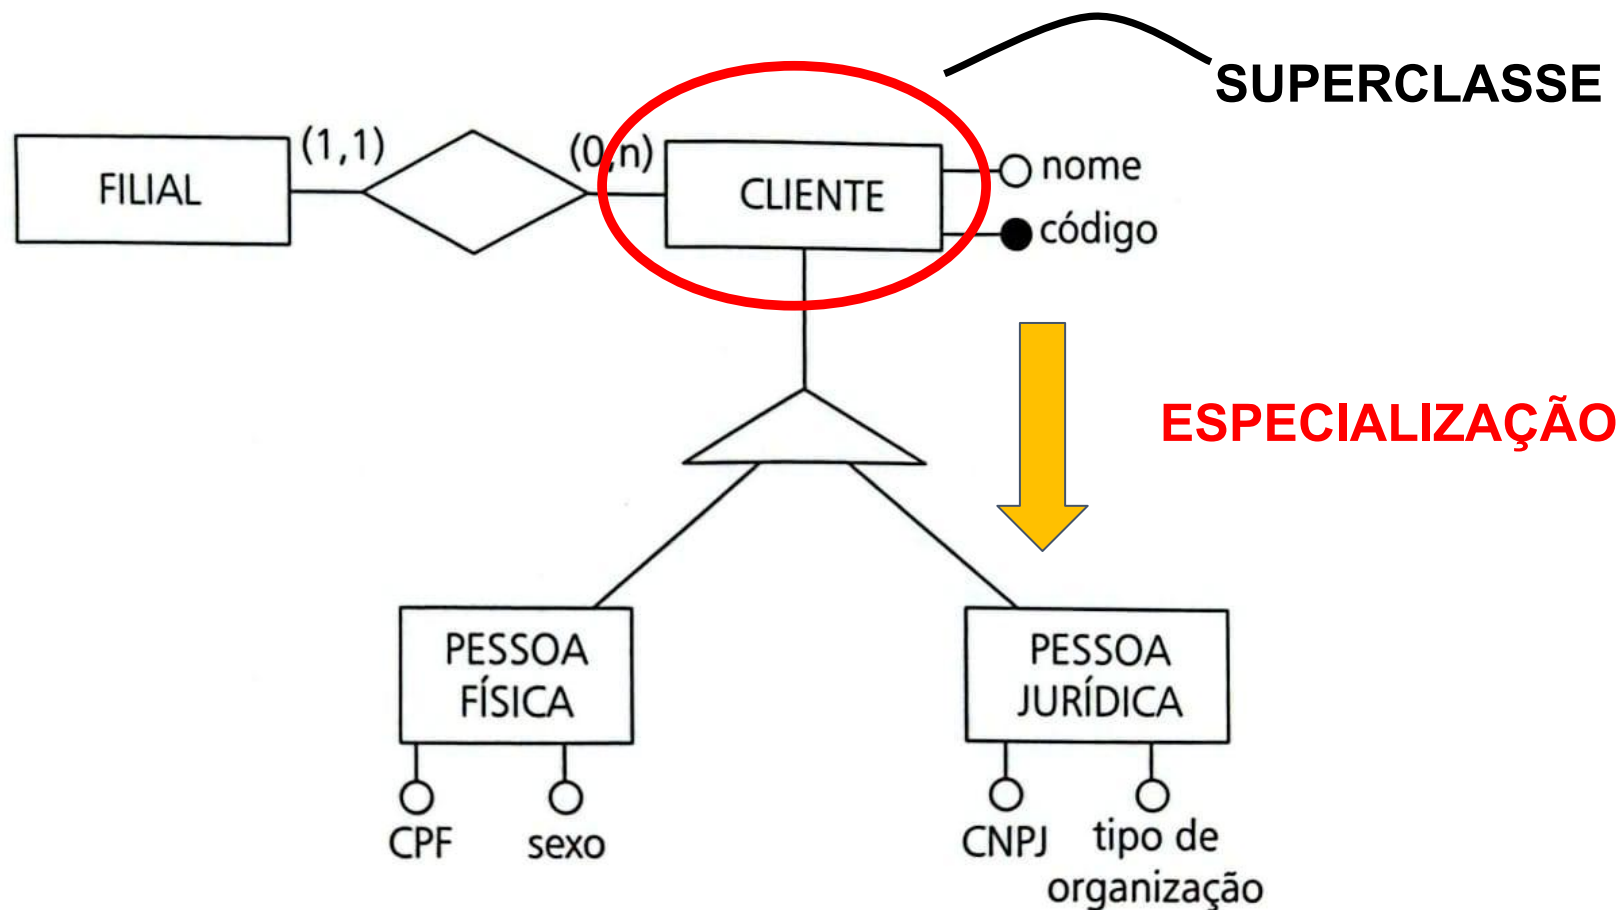 SUPERCLASSE
(1,1)
(0,n)
FILIAL
CLIENTE
nome
código
ESPECIALIZAÇÃO
PESSOA
FÍSICA
PESSOA
JURÍDICA
CPF
sexo
CNPJ
tipo de
organização